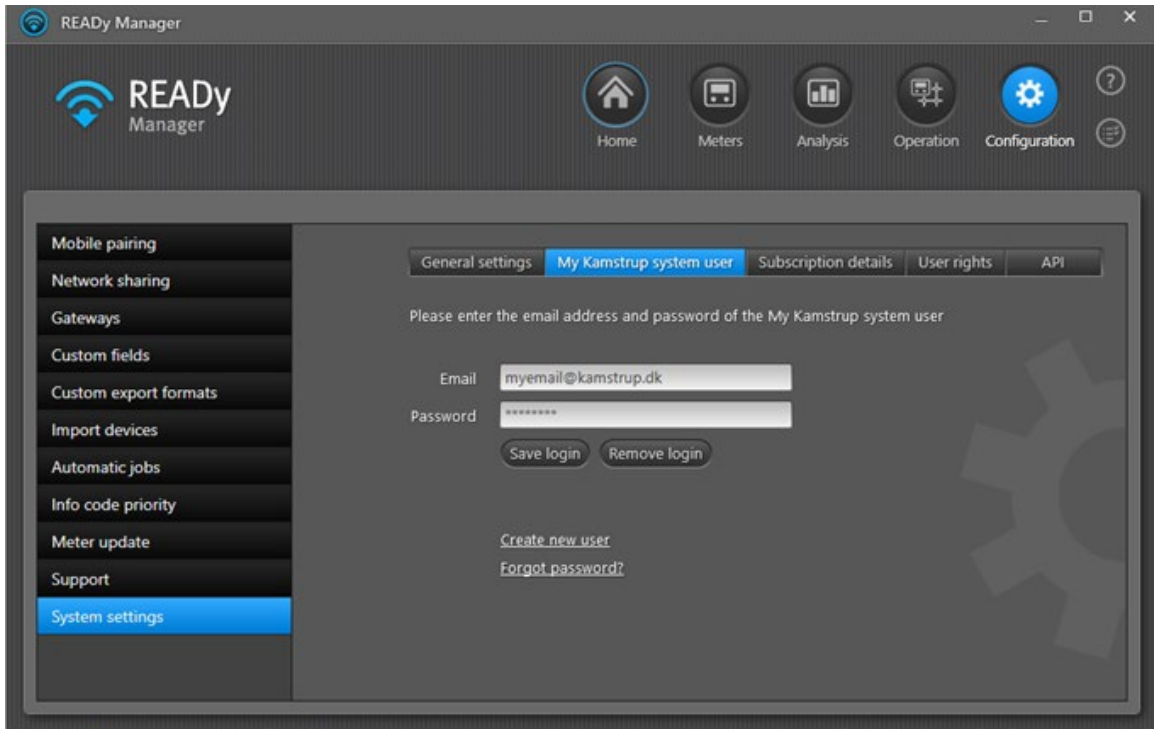 READy Manager
READy
Manager
?
Home Meters Analysis Operation Configuration
Mobile pairing
Network sharing
Gateways
Custom fields
Custom export formats
Import devices
Automatic jobs
Info code priority
Meter update
Support
System settings
General settings My Kamstrup system user Subscription details User rights API
Please enter the email address and password of the My Kamstrup system user
Email myemail@kamstrup.dk
Password ********
Save login Remove login
Create new user
Forgot password?